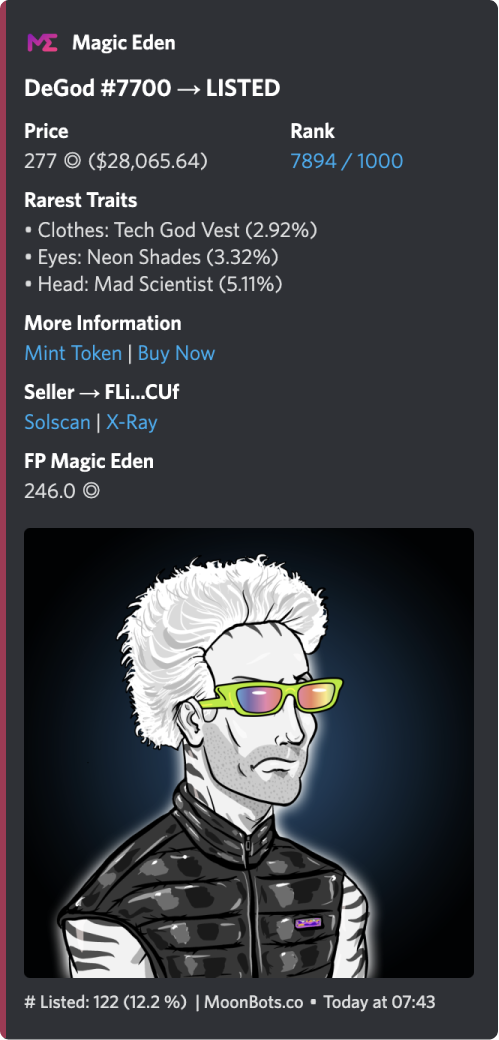 Magic Eden
DeGod #7700 → LISTED
Price Rank
277 ◎ ($28,065.64) 7894 / 1000
Rarest Traits
• Clothes: Tech God Vest (2.92%)
• Eyes: Neon Shades (3.32%)
• Head: Mad Scientist (5.11%)
More Information
Mint Token | Buy Now
Seller → FLi...CUf
Solscan | X-Ray
FP Magic Eden
246.0 ◎
# Listed: 122 (12.2 %) | MoonBots.co • Today at 07:43